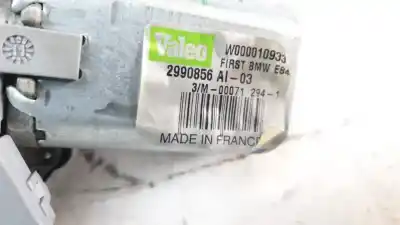 Valeo
W000010933
FIRST BMW E84
2990856 AI-03
3/M-00071 294-1
MADE IN FRANCE